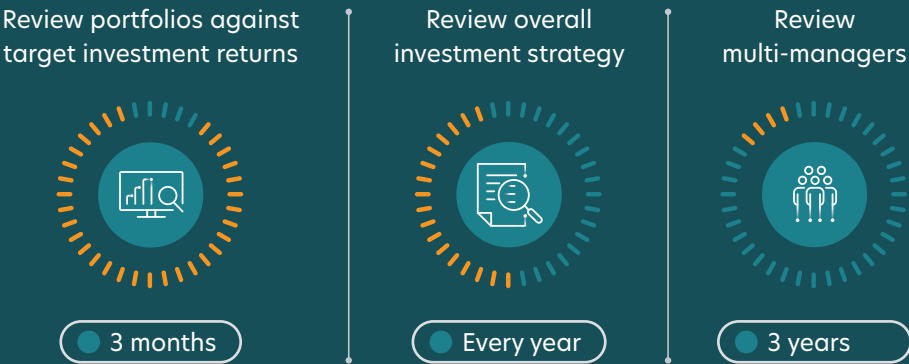 Review portfolios against
target investment returns
3 months
Review overall
investment strategy
Every year
Review
multi-managers
3 years